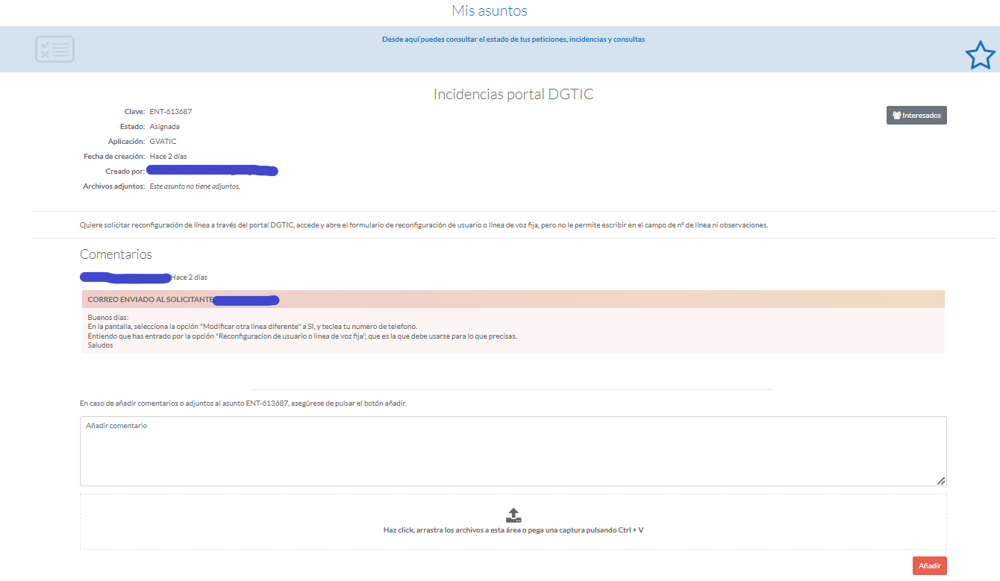 Mis asuntos
Desde aquí puedes consultar el estado de tus peticiones, incidencias y consultas
Incidencias portal DGTIC
Clave: ENT-613687
Interesados
Estado: Asignada
Aplicación: GVATIC
Fecha de creación: Hace 2 días
Creado por:
Archivos adjuntos: Este asunto no tiene adjuntos.
Quiere solicitar reconfiguración de línea a través del portal DGTIC, accede y abre el formulario de reconfiguración de usuario o línea de voz fija, pero no le permite escribir en el campo de nº de línea ni observaciones.
Comentarios
Hace 2 días
CORREO ENVIADO AL SOLICITANTE
Buenos dias:
En la pantalla, selecciona la opción "Modificar otra linea diferente" a SI, y teclea tu numero de telefono.
Entiendo que has entrado por la opción "Reconfiguracion de usuario o linea de voz fija", que es la que debe usarse para lo que precisas.
Saludos
En caso de añadir comentarios o adjuntos al asunto ENT-613687, asegúrese de pulsar el botón añadir.
Añadir comentario
Haz click, arrastra los archivos a esta área o pega una captura pulsando Ctrl + V
Añadir